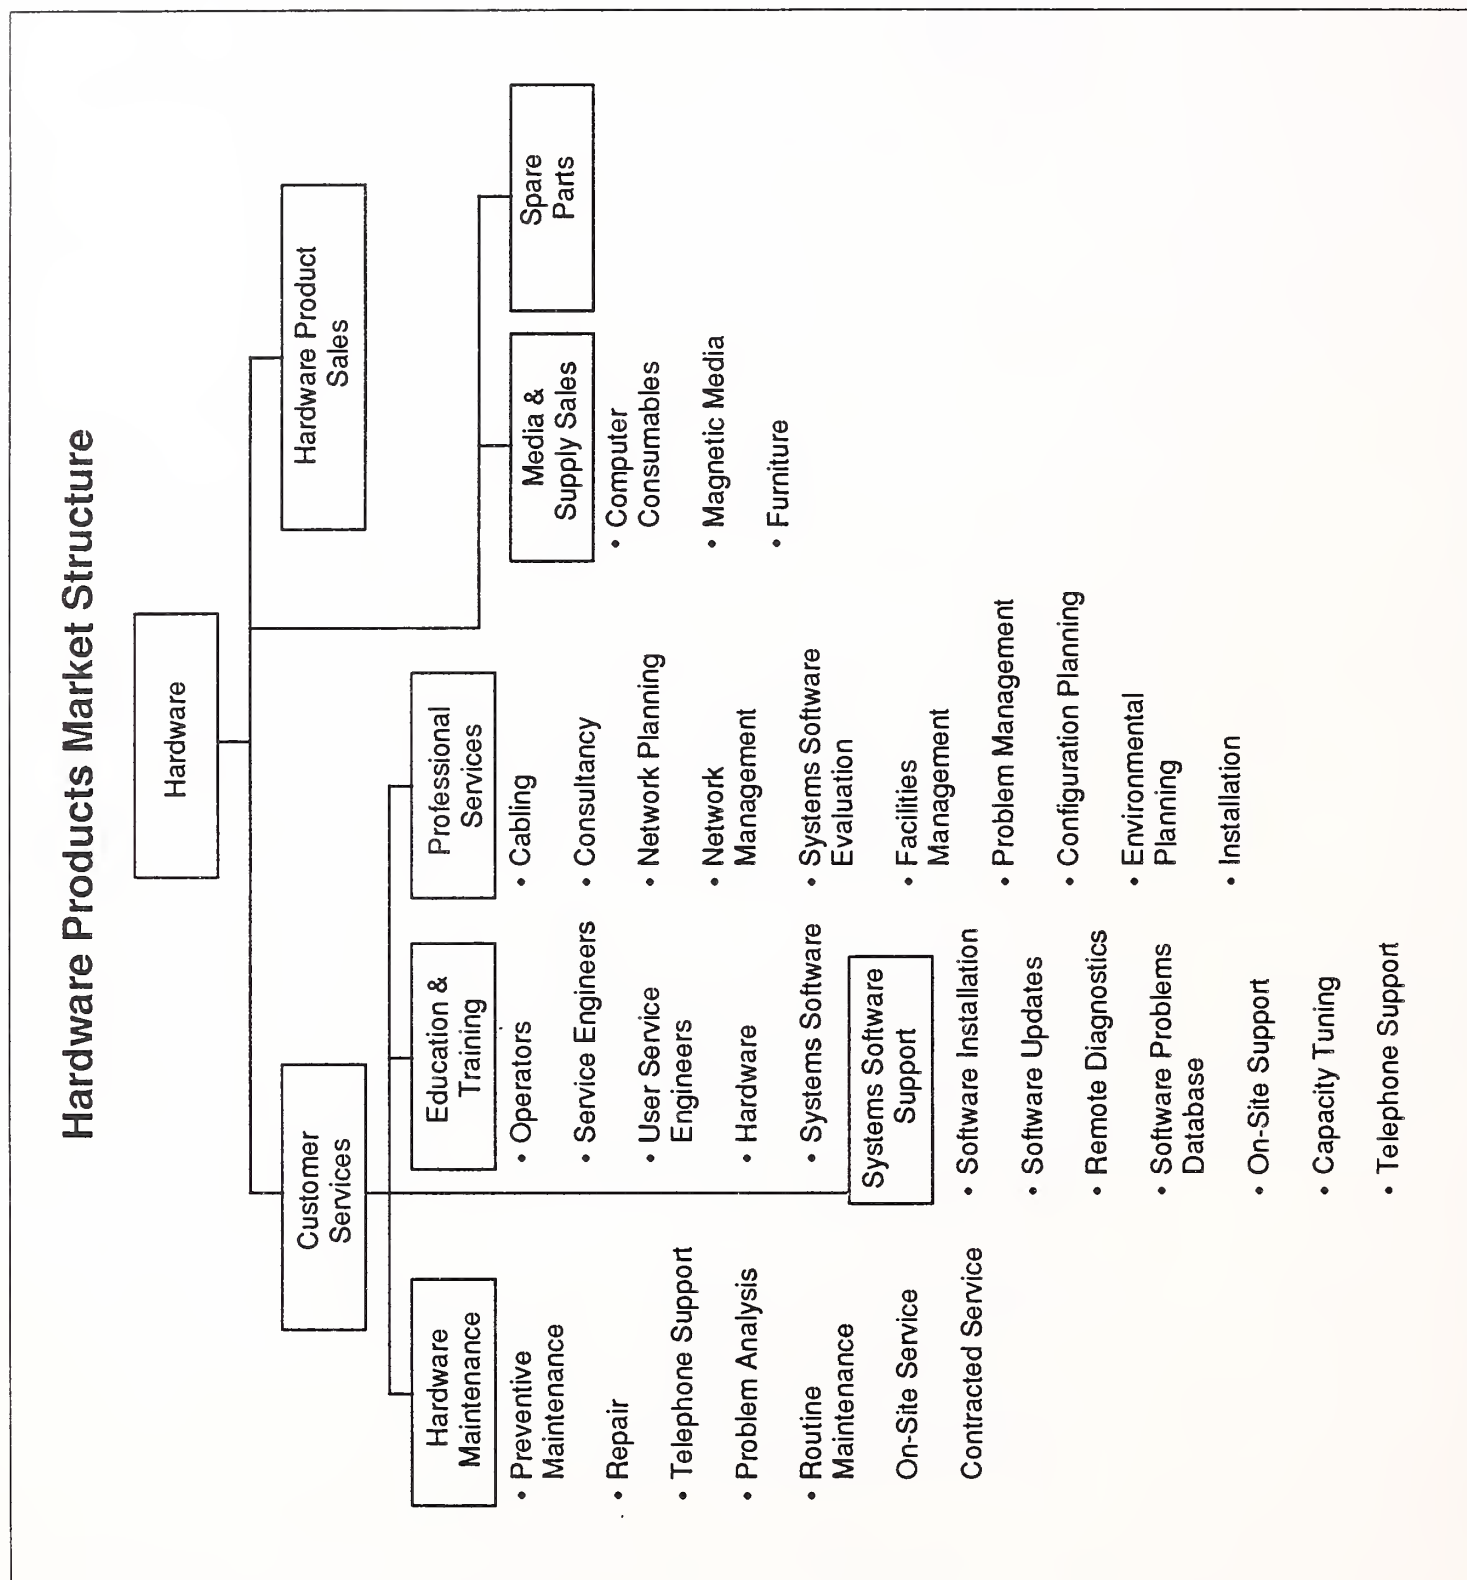 Hardware Products Market Structure
Hardware
Customer
Services
Hardware Product
Sales
Hardware
Maintenance
• Preventive
Maintenance
• Repair
• Telephone Support
• Problem Analysis
• Routine
Maintenance
On-Site Service
Contracted Service
Education &
Training
• Operators
• Service Engineers
• User Service
Engineers
• Hardware
• Systems Software
Systems Software
Support
• Software Installation
• Software Updates
• Remote Diagnostics
• Software Problems
Database
• On-Site Support
• Capacity Tuning
• Telephone Support
Professional
Services
• Cabling
• Consultancy
• Network Planning
• Network
Management
• Systems Software
Evaluation
• Facilities
Management
• Problem Management
• Configuration Planning
• Environmental
Planning
• Installation
Media &
Supply Sales
• Computer
Consumables
• Magnetic Media
• Furniture
Spare
Parts